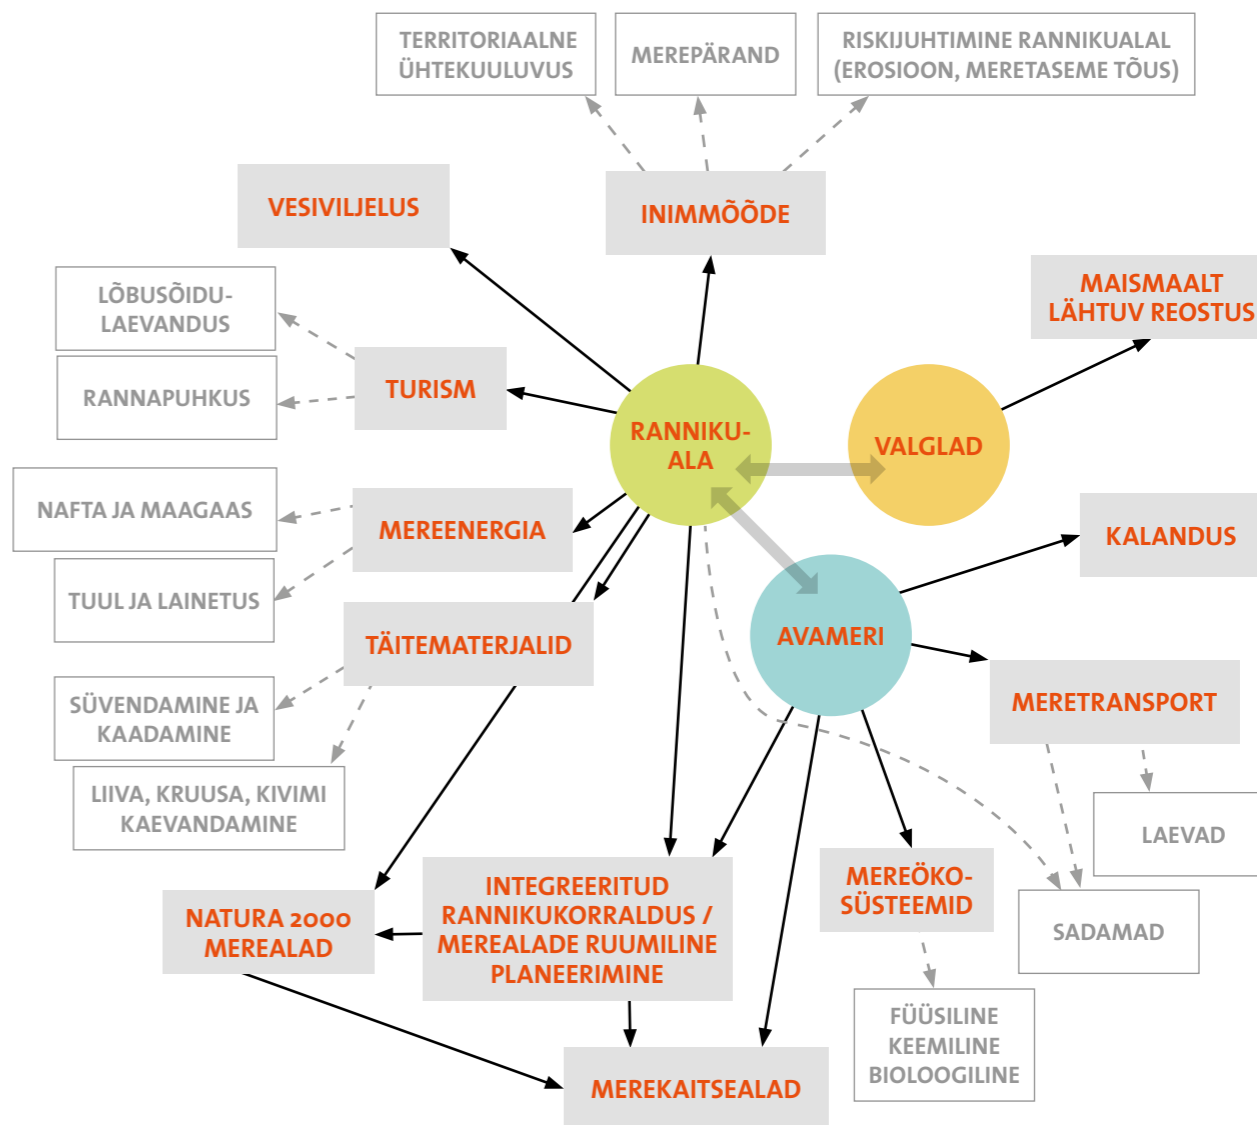 TERRITORIAALNE
ÜHTEKUULUVUS
MEREPÄRAND
RISKIJUHTIMINE RANNIKUALAL
(EROSIOON, MERETASEME TÕUS)
VESIVILJELUS
INIMMÕÕDE
MAISMAALT
LÄHTUV REOSTUS
LÕBUSÕIDU-
LAEVANDUS
RANNAPUHKUS
TURISM
RANNIKU-
ALA
VALGLAD
NAFTA JA MAAGAAS
MEREENERGIA
KALANDUS
TUUL JA LAINETUS
TÄITEMATERJALID
AVAMERI
SÜVENDAMINE JA
KAADAMINE
MERETRANSPORT
LIIVA, KRUUSA, KIVIMI
KAEVANDAMINE
LAEVAD
NATURA 2000
MEREALAD
INTEGREERITUD
RANNIKUKORRALDUS /
MEREALADE RUUMILINE
PLANEERIMINE
MEREÖKO-
SÜSTEEMID
SADAMAD
FÜÜSILINE
KEEMILINE
BIOLOOGILINE
MEREKAITSEALAD